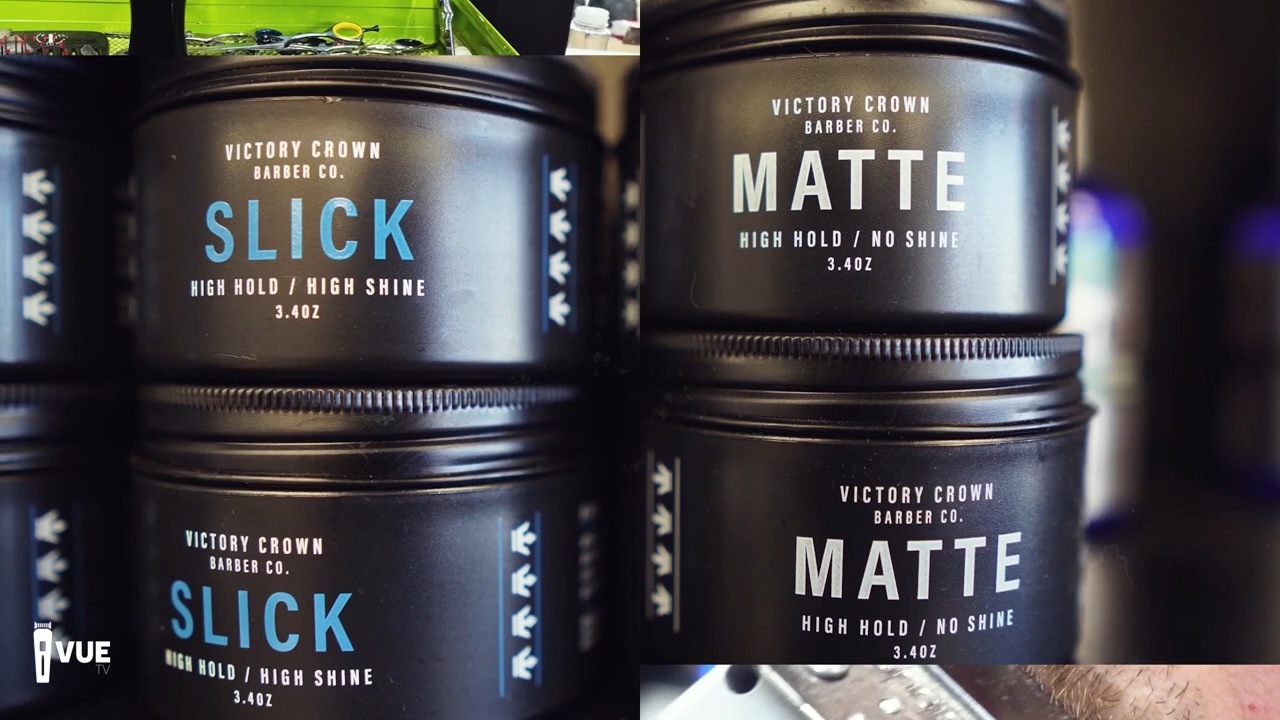 VICTORY CROWN
BARBER CO.
SLICK
HIGH HOLD / HIGH SHINE
3.4OZ
VICTORY CROWN
BARBER CO.
SLICK
HIGH HOLD / HIGH SHINE
3.4OZ
VUE
TV
VICTORY CROWN
BARBER CO.
MATTE
HIGH HOLD / NO SHINE
3.4OZ
VICTORY CROWN
BARBER CO.
MATTE
HIGH HOLD / NO SHINE
3.4OZ